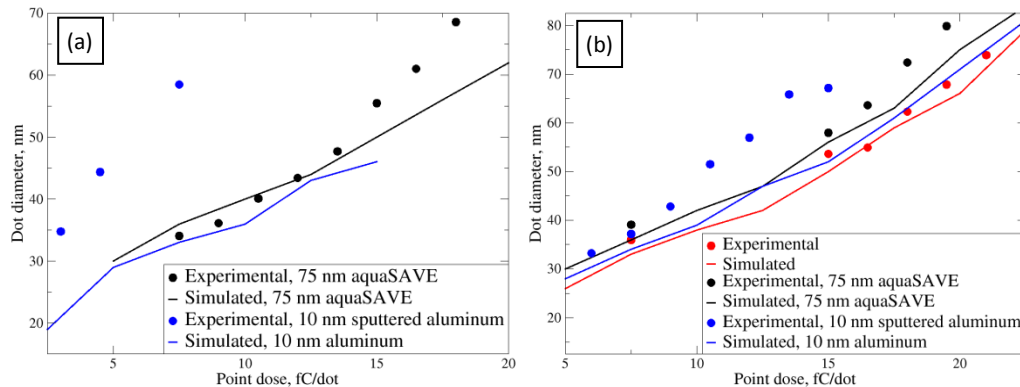 (a)
70
60
50
40
30
20
Dot diameter, nm
5
10
15
20
Point dose, fC/dot
Experimental, 75 nm aquaSAVE
Simulated, 75 nm aquaSAVE
Experimental, 10 nm sputtered aluminum
Simulated, 10 nm aluminum
(b)
80
70
60
50
40
30
20
Dot diameter, nm
5
10
15
20
Point dose, fC/dot
Experimental
Simulated
Experimental, 75 nm aquaSAVE
Simulated, 75 nm aquaSAVE
Experimental, 10 nm sputtered aluminum
Simulated, 10 nm aluminum